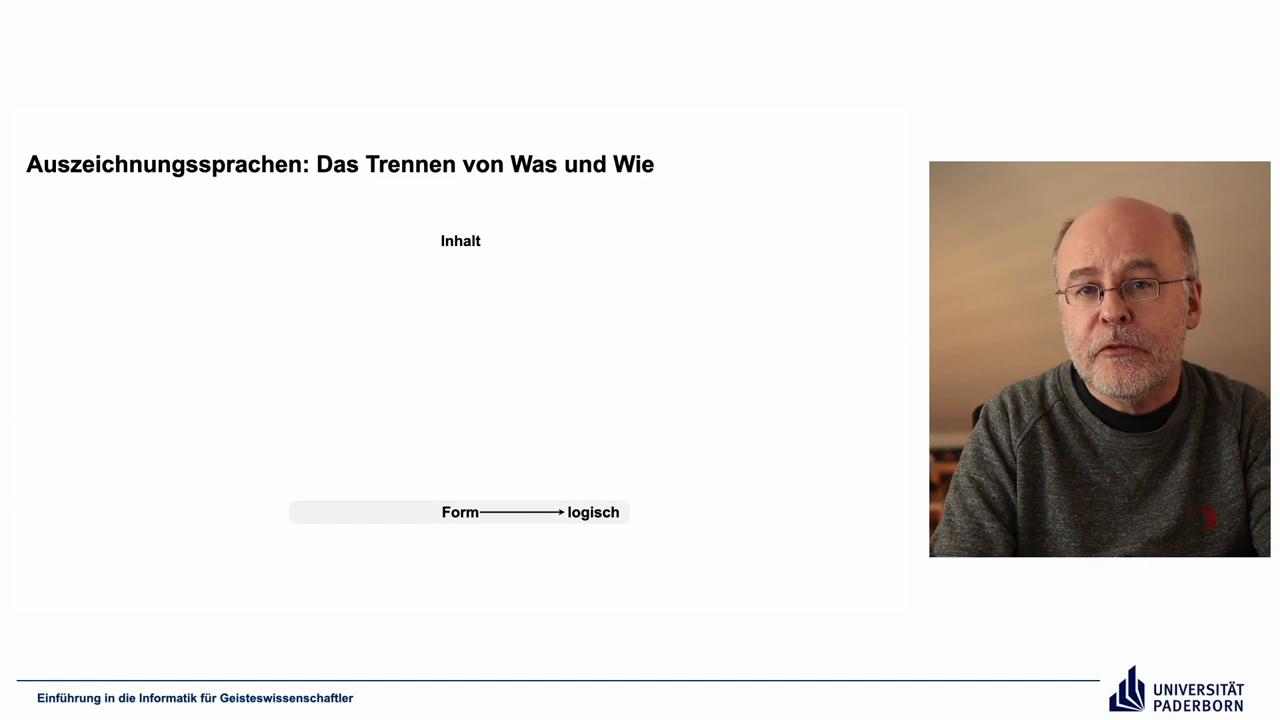 Auszeichnungssprachen: Das Trennen von Was und Wie
Inhalt
Form logisch
Einführung in die Informatik für Geisteswissenschaftler
UNIVERSITÄT
PADERBORN